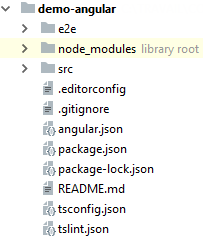 demo-angular
e2e
node_modules library root
src
.editorconfig
.gitignore
angular.json
package.json
package-lock.json
README.md
tsconfig.json
tslint.json